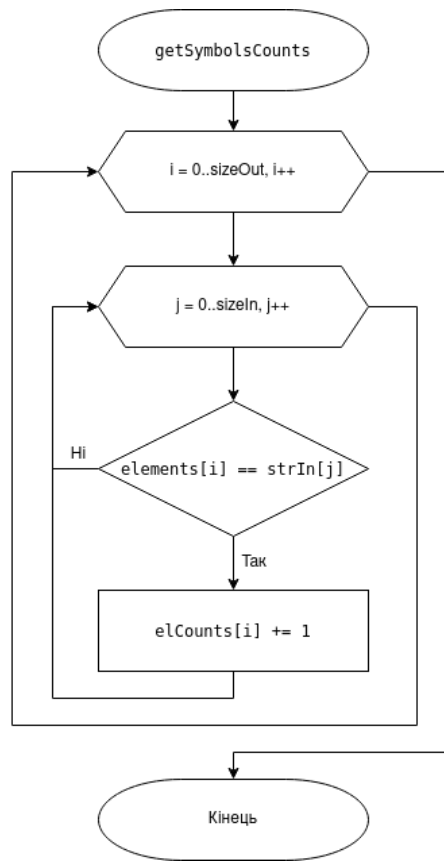 getSymbolsCounts
i = 0..sizeOut, i++
j = 0..sizeIn, j++
Ні
elements[i] == strIn[j]
Так
elCounts[i] += 1
Кінець